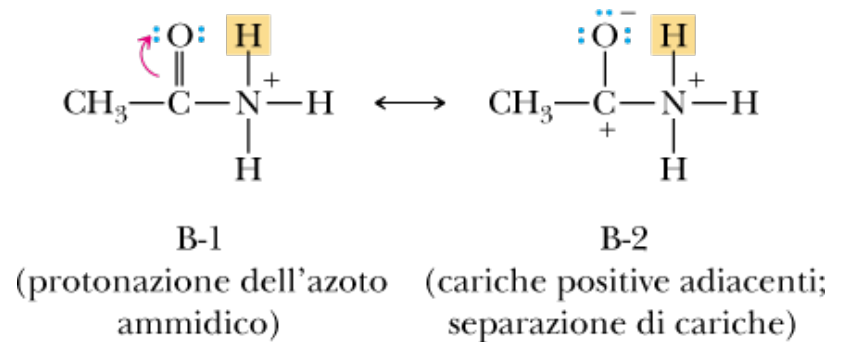 O − O
H H
+ +
CH₃—C—N—H ⟷ CH₃—C—N—H
+
H H
B-1 B-2
(protonazione dell’azoto ammidico)
(cariche positive adiacenti; separazione di cariche)